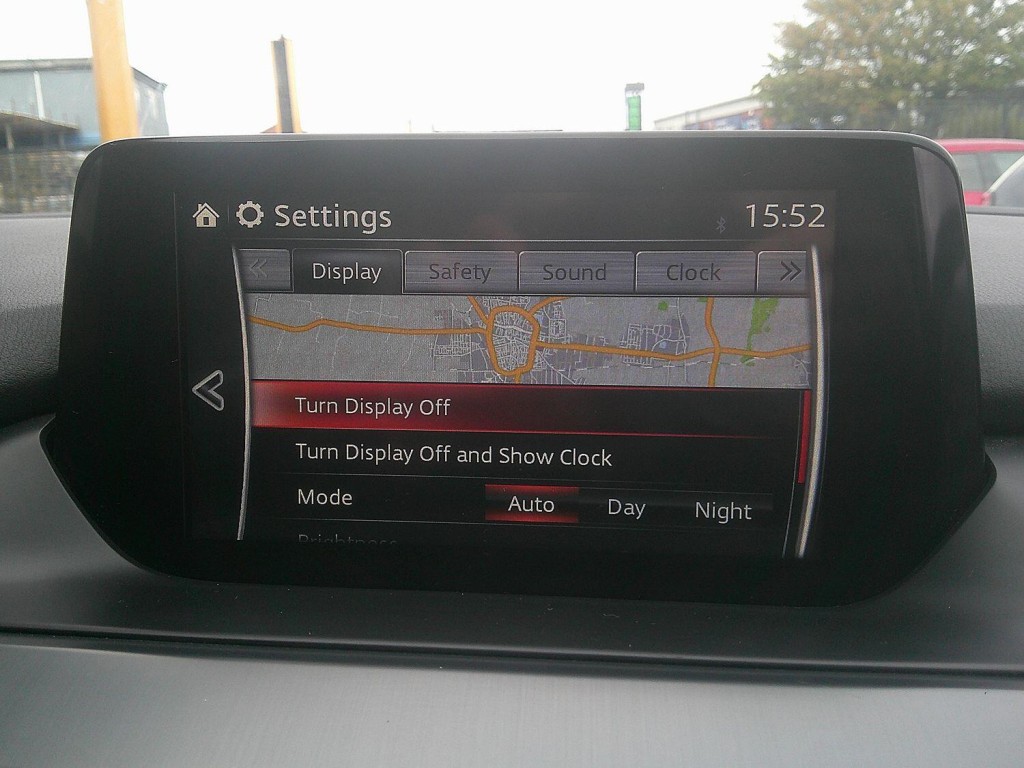 Settings 15:52
Display Safety Sound Clock
Turn Display Off
Turn Display Off and Show Clock
Mode Auto Day Night
Brightness